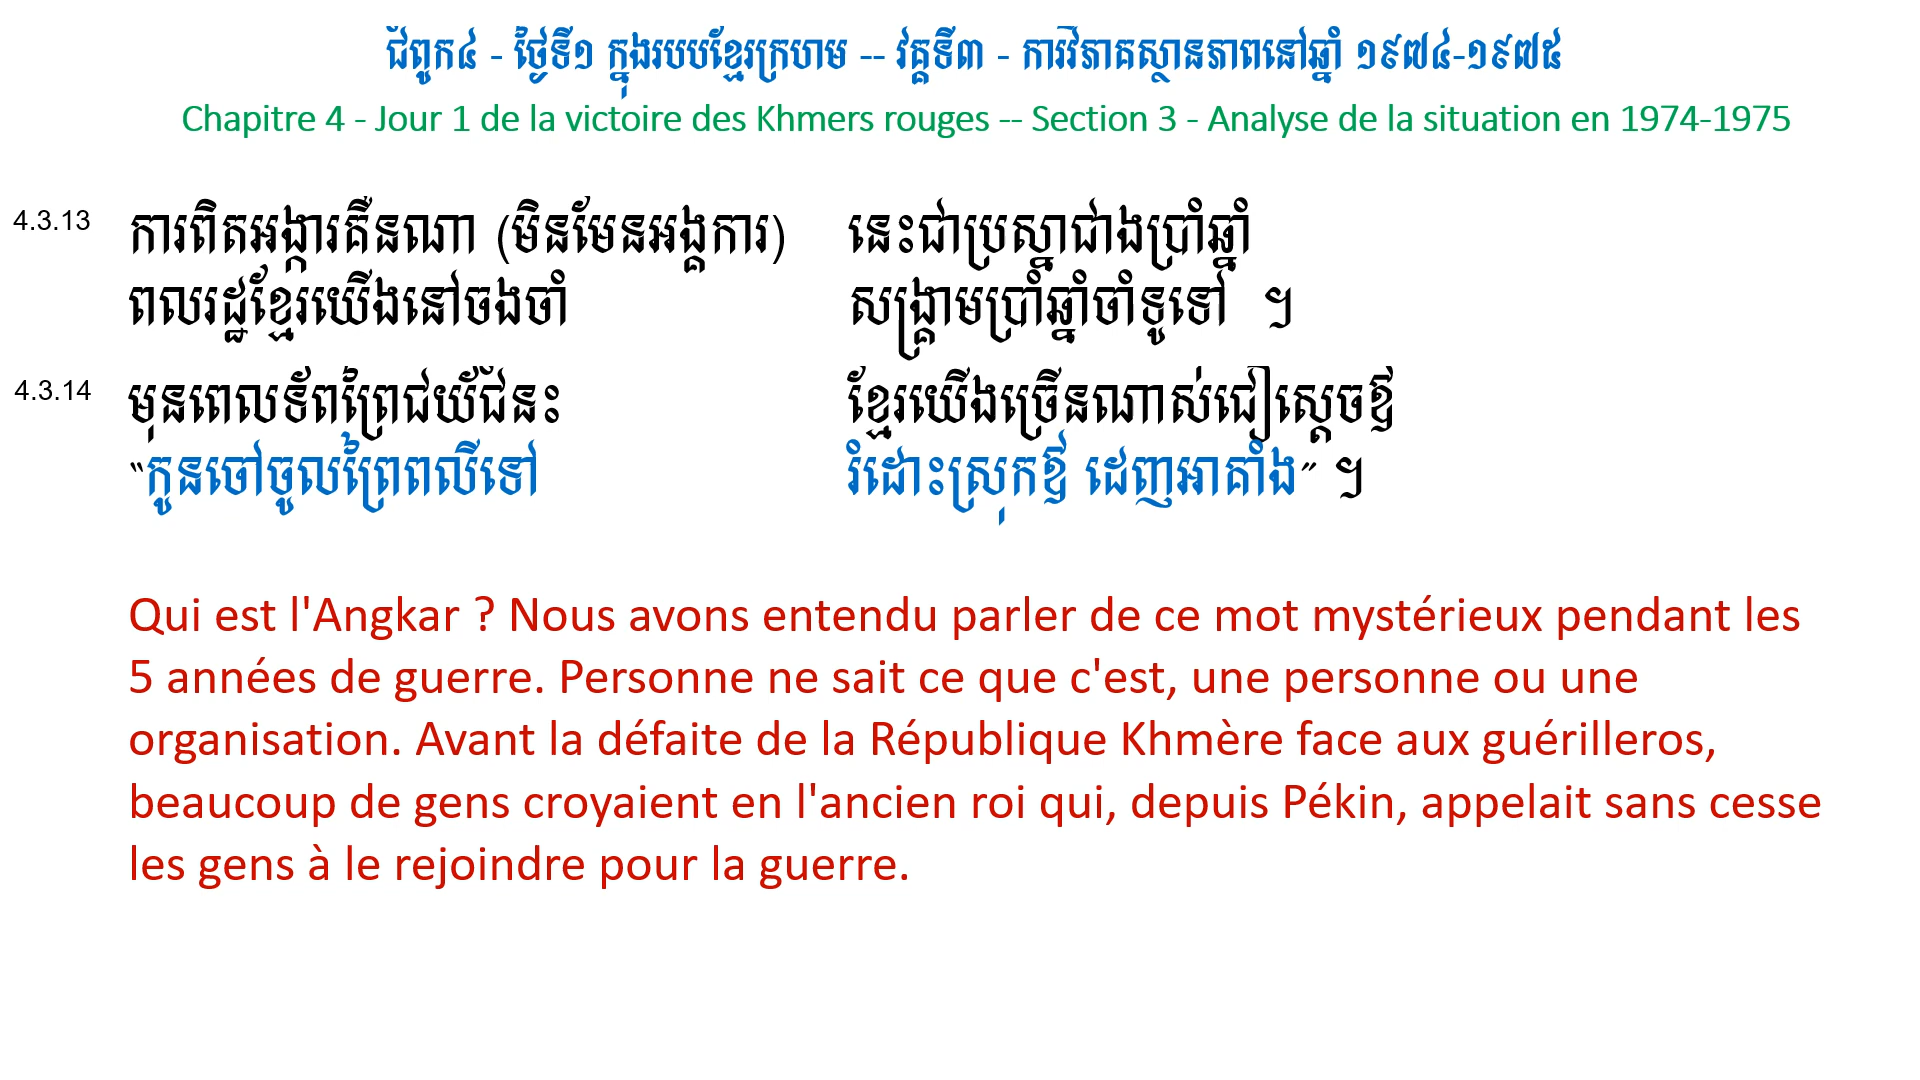 ជីពូក៤ - ថ្ងៃទី១ ក្នុងរបបខ្មែរក្រហម -- វគ្គទី៣ - ការវិភាគស្ថានភាពនៅឆ្នាំ ១៩៧៤-១៩៧៥
Chapitre 4 - Jour 1 de la victoire des Khmers rouges -- Section 3 - Analyse de la situation en 1974-1975
4.3.13 ការពិតអង្ការគឺនណា (មិនមែនអង្គការ) នេះជាប្រស្នាជាងប្រាំឆ្នាំ
ពលរដ្ឋខ្មែរយើងនៅចងចាំ សង្គ្រាមប្រាំឆ្នាំចាំទូទៅ ។
4.3.14 មុនពេលទ័ពព្រៃជយ័ជំនះ ខ្មែរយើងច្រើនណាស់ជឿស្ដេចឪ
“កូនចៅចូលព្រៃពលីទៅ រំដោះស្រុកឪ ដេញអាគាំង” ។
Qui est l'Angkar ? Nous avons entendu parler de ce mot mystérieux pendant les
5 années de guerre. Personne ne sait ce que c'est, une personne ou une
organisation. Avant la défaite de la République Khmère face aux guérilleros,
beaucoup de gens croyaient en l'ancien roi qui, depuis Pékin, appelait sans cesse
les gens à le rejoindre pour la guerre.